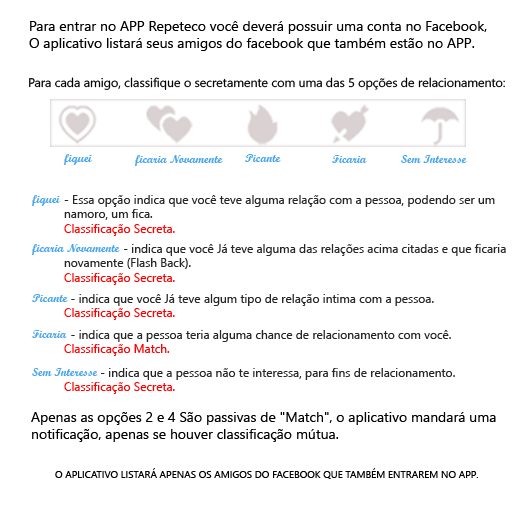 Para entrar no APP Repeteco você deverá possuir uma conta no Facebook,
O aplicativo listará seus amigos do facebook que também estão no APP.
Para cada amigo, classifique o secretamente com uma das 5 opções de relacionamento:
fiquei ficaria Novamente Picante Ficaria Sem Interesse
fiquei - Essa opção indica que você teve alguma relação com a pessoa, podendo ser um
namoro, um fica.
Classificação Secreta.
ficaria Novamente - indica que você Já teve alguma das relações acima citadas e que ficaria
novamente (Flash Back).
Classificação Secreta.
Picante - indica que você Já teve algum tipo de relação intima com a pessoa.
Classificação Secreta.
Ficaria - indica que a pessoa teria alguma chance de relacionamento com você.
Classificação Match.
Sem Interesse - indica que a pessoa não te interessa, para fins de relacionamento.
Classificação Secreta.
Apenas as opções 2 e 4 São passivas de "Match", o aplicativo mandará uma
notificação, apenas se houver classificação mútua.
O APLICATIVO LISTARÁ APENAS OS AMIGOS DO FACEBOOK QUE TAMBÉM ENTRAREM NO APP.